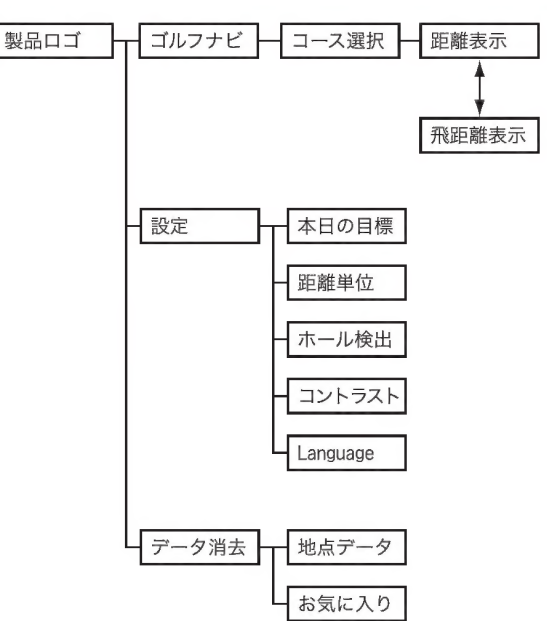 製品ロゴ
ゴルフナビ
コース選択
距離表示
飛距離表示
設定
本日の目標
距離単位
ホール検出
コントラスト
Language
データ消去
地点データ
お気に入り